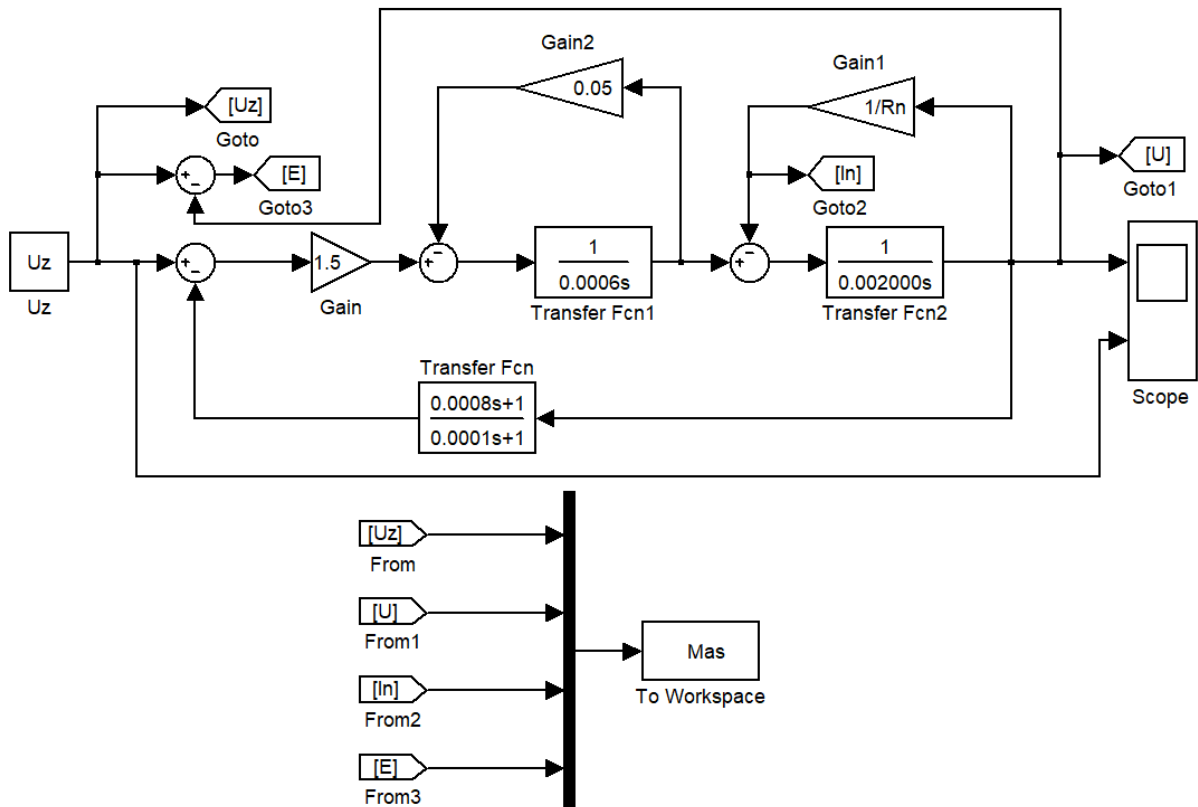 Gain2
0.05
Gain1
1/Rn
[Uz]
Goto
[E]
Goto3
[In]
Goto2
[U]
Goto1
Uz
Uz
+
-
+
-
1.5
Gain
+
-
1
0.0006s
Transfer Fcn1
+
-
1
0.002000s
Transfer Fcn2
Scope
Transfer Fcn
0.0008s+1
0.0001s+1
[Uz]
From
[U]
From1
[In]
From2
[E]
From3
Mas
To Workspace